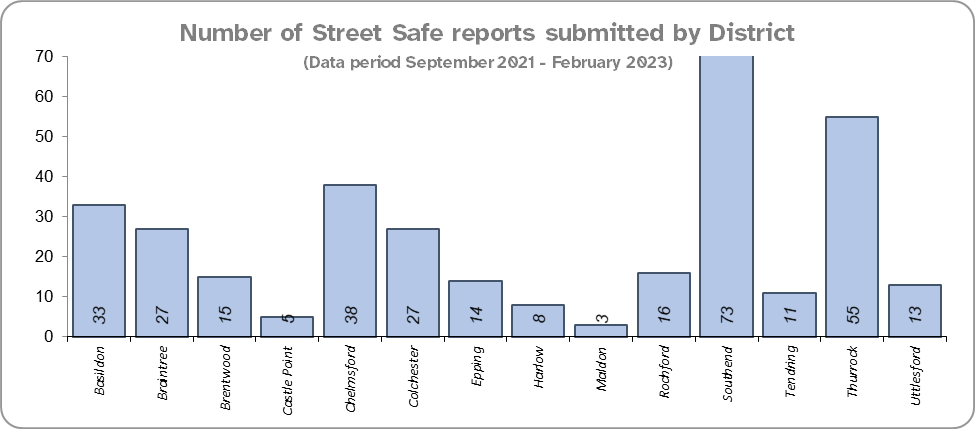 Number of Street Safe reports submitted by District
(Data period September 2021 - February 2023)
70
60
50
40
30
20
10
0
33
27
15
5
38
27
14
8
3
16
73
11
55
13
Basildon
Braintree
Brentwood
Castle Point
Chelmsford
Colchester
Epping
Harlow
Maldon
Rochford
Southend
Tendring
Thurrock
Uttlesford